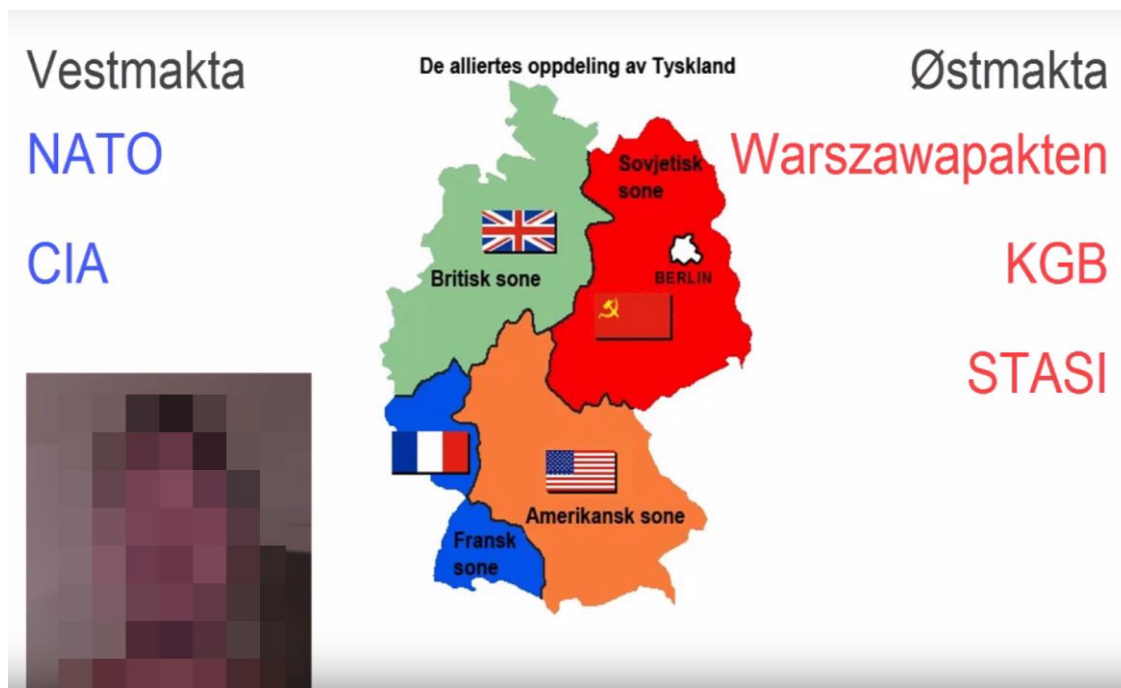 Vestmakta
NATO
CIA
De alliertes oppdeling av Tyskland
Sovjetisk
sone
BERLIN
Britisk sone
Amerikansk sone
Fransk
sone
Østmakta
Warszawapakten
KGB
STASI